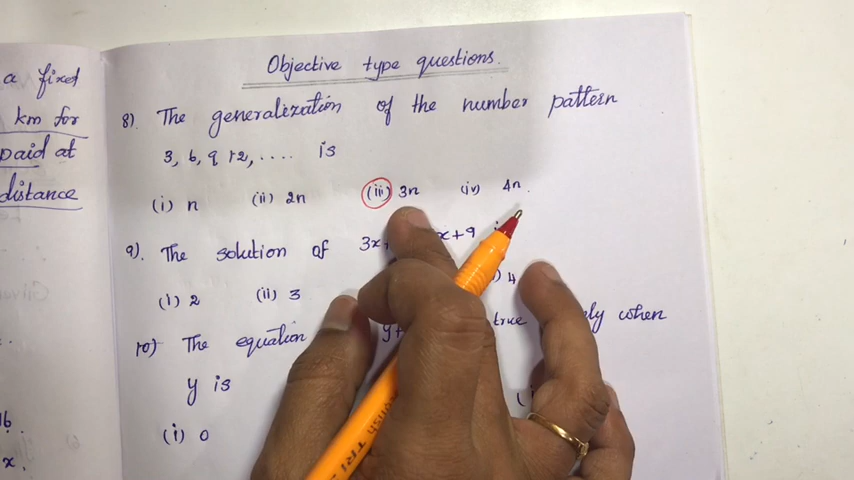 a fixed
km for
paid at
distance
Objective type questions.
8). The generalization of the number pattern
3, 6, 9 12, .... is
(i) n (ii) 2n (iii) 3n (iv) 4n.
9). The solution of 3x+ x+9
(i) 2 (ii) 3 4
10) The equation true when
y is
(i) 0
x.